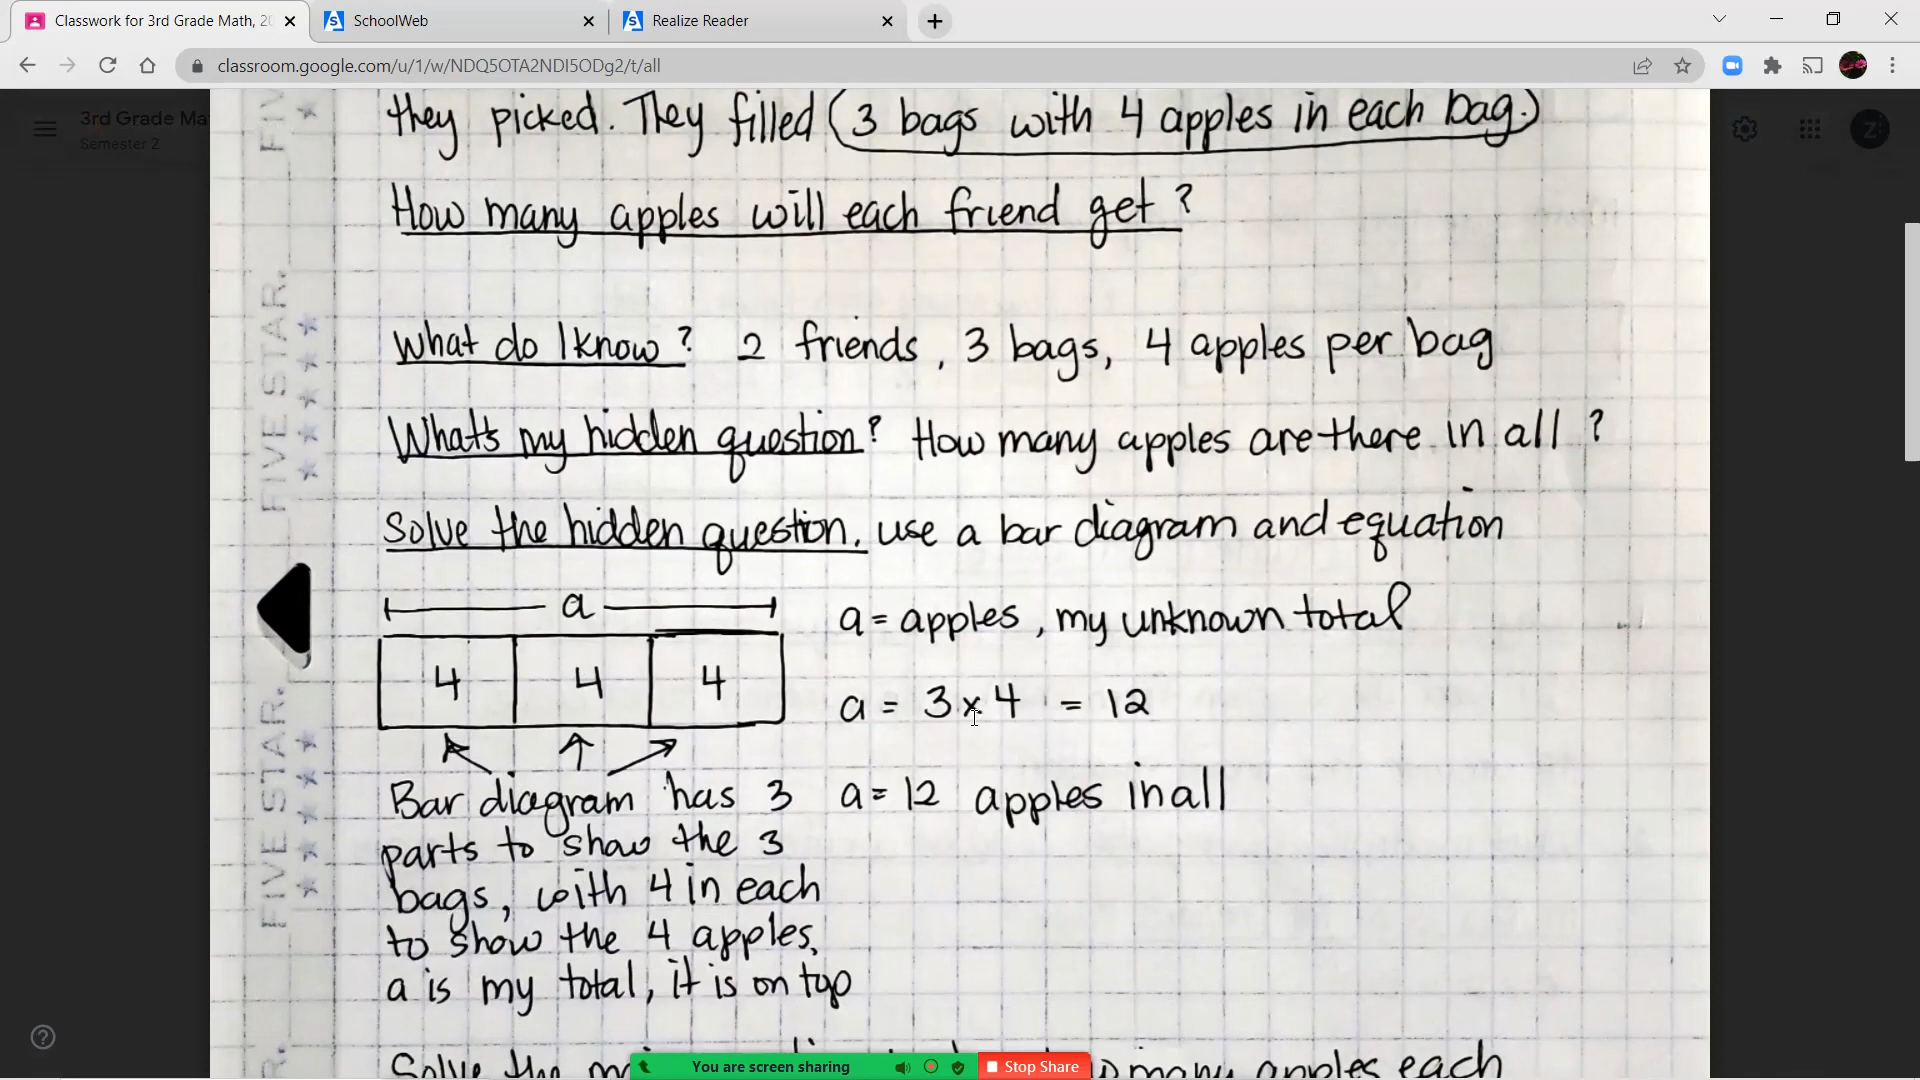 Classwork for 3rd Grade Math, 20
SchoolWeb
Realize Reader
classroom.google.com/u/1/w/NDQ5OTA2NDI5ODg2/t/all
3rd Grade Ma
Semester 2
Z
they picked. They filled (3 bags with 4 apples in each bag.)
How many apples will each friend get?
What do I know? 2 friends, 3 bags, 4 apples per bag
What's my hidden question? How many apples are there in all?
Solve the hidden question. use a bar diagram and equation
a
a = apples, my unknown total
4 4 4
a = 3 x 4 = 12
Bar diagram has 3
a = 12 apples in all
parts to show the 3
bags, with 4 in each
to show the 4 apples.
a is my total, it is on top
Solve the
many apples each
FIVE STAR.
FIVE STAR.
You are screen sharing
Stop Share